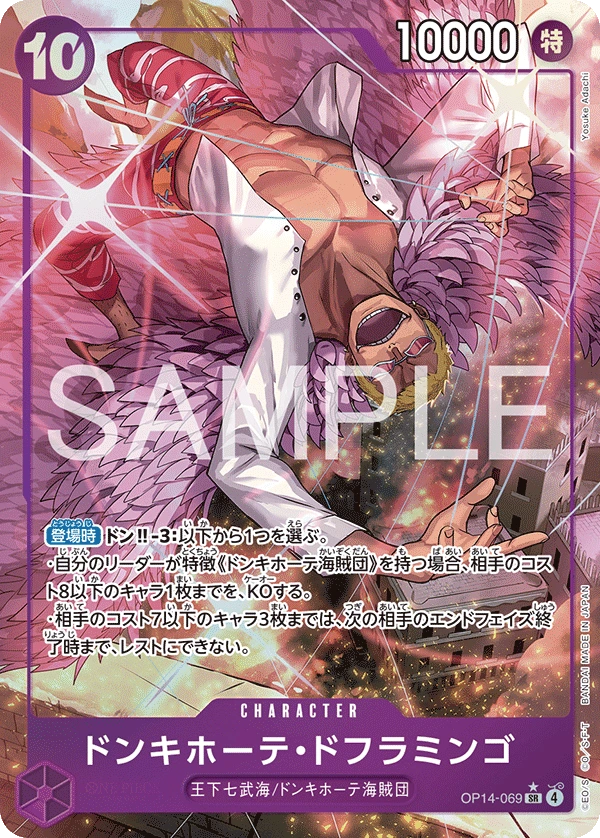 10
10000 特
Yosuke Adachi
SAMPLE
登場時 ドン!!-3:以下から1つを選ぶ。
・自分のリーダーが特徴《ドンキホーテ海賊団》を持つ場合、相手のコス
ト8以下のキャラ1枚までを、KOする。
・相手のコスト7以下のキャラ3枚までは、次の相手のエンドフェイズ終
了時まで、レストにできない。
©E/S ©O/S・F・T BANDAI MADE IN JAPAN
CHARACTER
ドンキホーテ・ドフラミンゴ
王下七武海/ドンキホーテ海賊団
OP14-069 SR 4